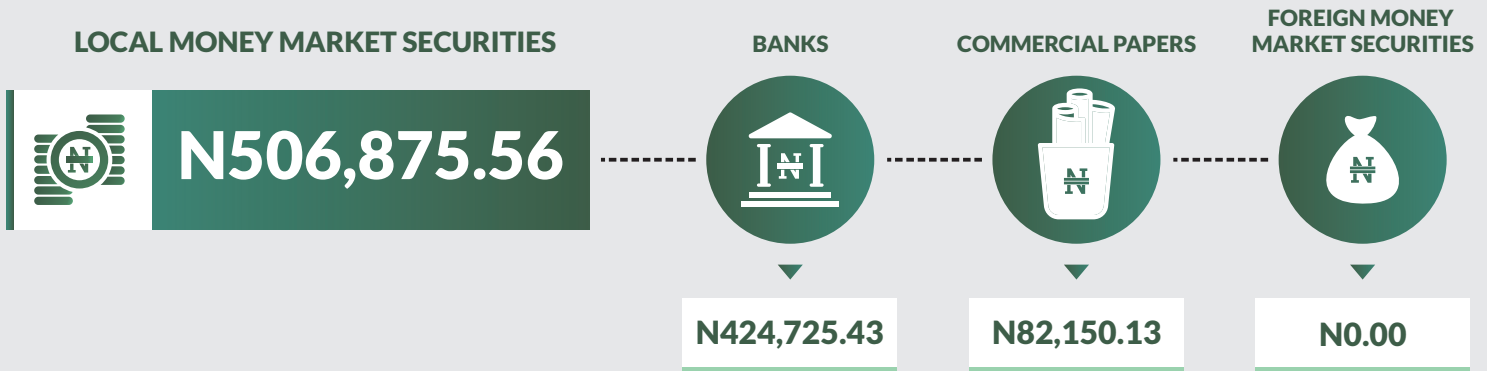 FOREIGN MONEY
LOCAL MONEY MARKET SECURITIES
BANKS
COMMERCIAL PAPERS
MARKET SECURITIES
N506,875.56
₦
₦
₦
₦
N424,725.43
N82,150.13
N0.00